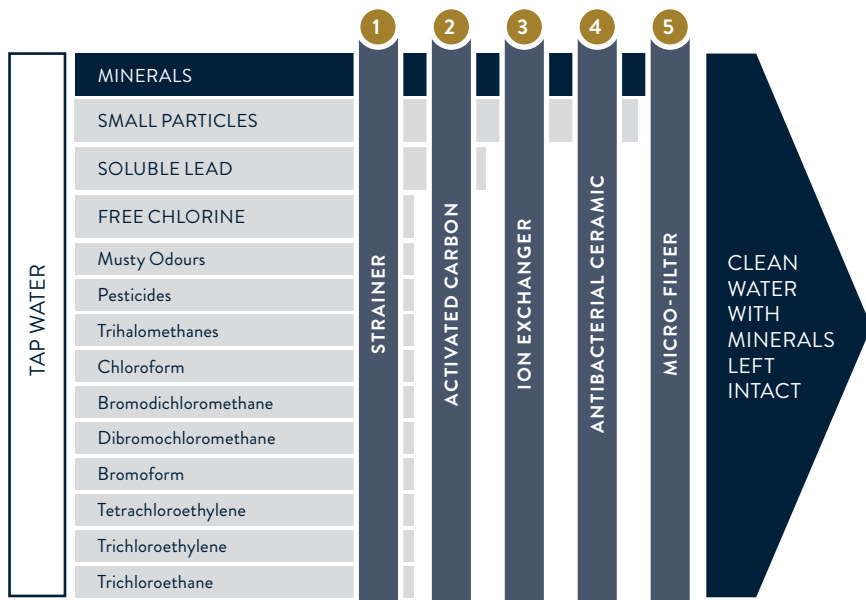 1
2
3
4
5
TAP WATER
MINERALS
SMALL PARTICLES
SOLUBLE LEAD
FREE CHLORINE
Musty Odours
Pesticides
Trihalomethanes
Chloroform
Bromodichloromethane
Dibromochloromethane
Bromoform
Tetrachloroethylene
Trichloroethylene
Trichloroethane
STRAINER
ACTIVATED CARBON
ION EXCHANGER
ANTIBACTERIAL CERAMIC
MICRO-FILTER
CLEAN
WATER
WITH
MINERALS
LEFT
INTACT